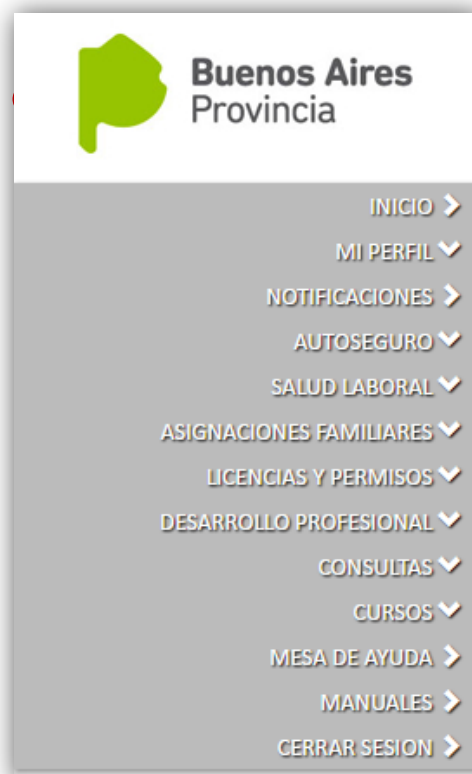 Buenos Aires
Provincia
INICIO
MI PERFIL
NOTIFICACIONES
AUTOSEGURO
SALUD LABORAL
ASIGNACIONES FAMILIARES
LICENCIAS Y PERMISOS
DESARROLLO PROFESIONAL
CONSULTAS
CURSOS
MESA DE AYUDA
MANUALES
CERRAR SESION